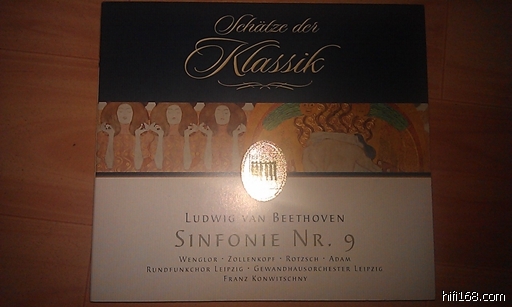 Schätze der
Klassik
LUDWIG VAN BEETHOVEN
SINFONIE NR. 9
WENGLOR · ZOLLENKOPF · ROTZSCH · ADAM
RUNDFUNKCHOR LEIPZIG · GEWANDHAUSORCHESTER LEIPZIG
FRANZ KONWITSCHNY
hifi168.com